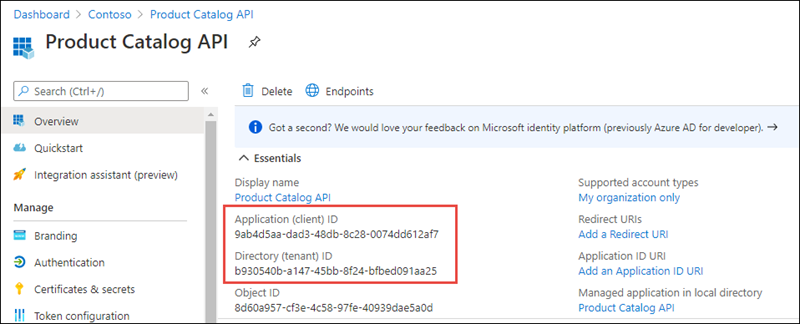 Dashboard > Contoso > Product Catalog API
Product Catalog API
Search (Ctrl+/)
«
Overview
Quickstart
Integration assistant (preview)
Manage
Branding
Authentication
Certificates & secrets
Token configuration
Delete
Endpoints
Got a second? We would love your feedback on Microsoft identity platform (previously Azure AD for developer). →
Essentials
Display name
Product Catalog API
Application (client) ID
9ab4d5aa-dad3-48db-8c28-0074dd612af7
Directory (tenant) ID
b930540b-a147-45bb-8f24-bfbed091aa25
Object ID
8d60a957-cf3e-4c58-97fe-40939dae5a0d
Supported account types
My organization only
Redirect URIs
Add a Redirect URI
Application ID URI
Add an Application ID URI
Managed application in local directory
Product Catalog API